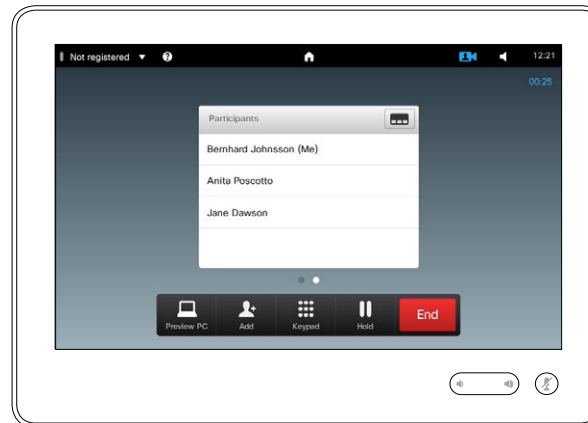 Not registered
12:21
00:25
Participants
Bernhard Johnsson (Me)
Anita Poscotto
Jane Dawson
Preview PC
Add
Keypad
Hold
End